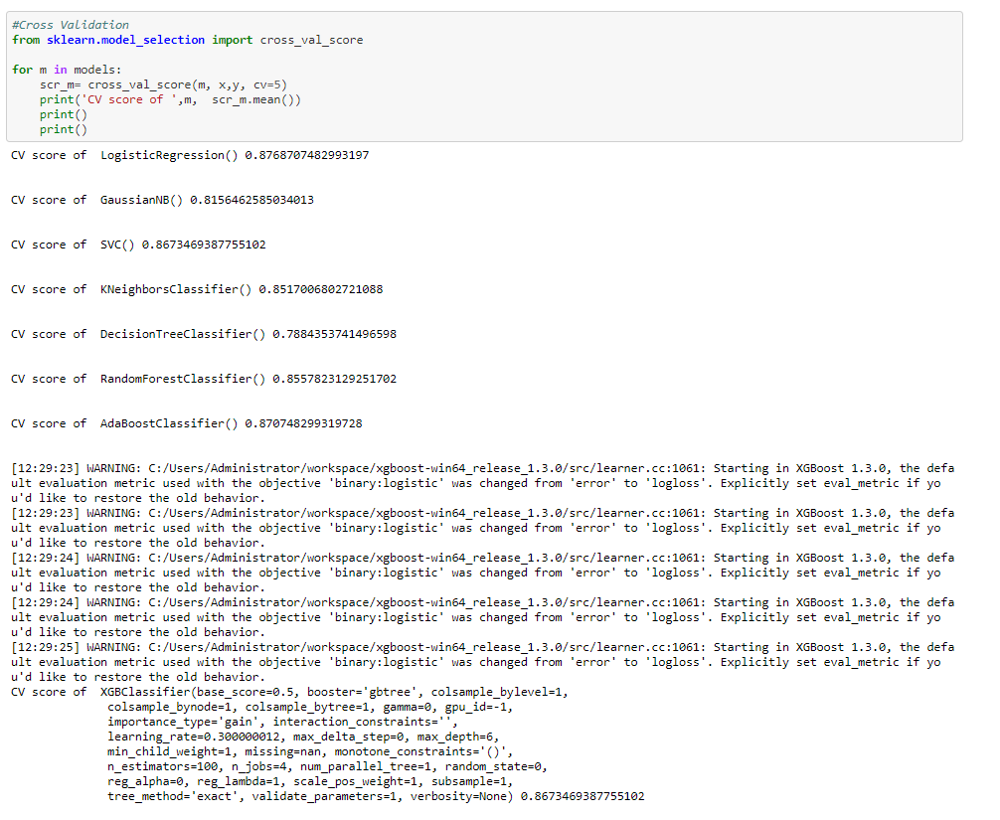 #Cross Validation
from sklearn.model_selection import cross_val_score
for m in models:
    scr_m= cross_val_score(m, x,y, cv=5)
    print('CV score of ',m,  scr_m.mean())
    print()
    print()
CV score of  LogisticRegression() 0.8768707482993197
CV score of  GaussianNB() 0.8156462585034013
CV score of  SVC() 0.8673469387755102
CV score of  KNeighborsClassifier() 0.8517006802721088
CV score of  DecisionTreeClassifier() 0.7884353741496598
CV score of  RandomForestClassifier() 0.8557823129251702
CV score of  AdaBoostClassifier() 0.870748299319728
[12:29:23] WARNING: C:/Users/Administrator/workspace/xgboost-win64_release_1.3.0/src/learner.cc:1061: Starting in XGBoost 1.3.0, the defa
ult evaluation metric used with the objective 'binary:logistic' was changed from 'error' to 'logloss'. Explicitly set eval_metric if yo
u'd like to restore the old behavior.
[12:29:23] WARNING: C:/Users/Administrator/workspace/xgboost-win64_release_1.3.0/src/learner.cc:1061: Starting in XGBoost 1.3.0, the defa
ult evaluation metric used with the objective 'binary:logistic' was changed from 'error' to 'logloss'. Explicitly set eval_metric if yo
u'd like to restore the old behavior.
[12:29:24] WARNING: C:/Users/Administrator/workspace/xgboost-win64_release_1.3.0/src/learner.cc:1061: Starting in XGBoost 1.3.0, the defa
ult evaluation metric used with the objective 'binary:logistic' was changed from 'error' to 'logloss'. Explicitly set eval_metric if yo
u'd like to restore the old behavior.
[12:29:24] WARNING: C:/Users/Administrator/workspace/xgboost-win64_release_1.3.0/src/learner.cc:1061: Starting in XGBoost 1.3.0, the defa
ult evaluation metric used with the objective 'binary:logistic' was changed from 'error' to 'logloss'. Explicitly set eval_metric if yo
u'd like to restore the old behavior.
[12:29:25] WARNING: C:/Users/Administrator/workspace/xgboost-win64_release_1.3.0/src/learner.cc:1061: Starting in XGBoost 1.3.0, the defa
ult evaluation metric used with the objective 'binary:logistic' was changed from 'error' to 'logloss'. Explicitly set eval_metric if yo
u'd like to restore the old behavior.
CV score of  XGBClassifier(base_score=0.5, booster='gbtree', colsample_bylevel=1,
              colsample_bynode=1, colsample_bytree=1, gamma=0, gpu_id=-1,
              importance_type='gain', interaction_constraints='',
              learning_rate=0.300000012, max_delta_step=0, max_depth=6,
              min_child_weight=1, missing=nan, monotone_constraints='()',
              n_estimators=100, n_jobs=4, num_parallel_tree=1, random_state=0,
              reg_alpha=0, reg_lambda=1, scale_pos_weight=1, subsample=1,
              tree_method='exact', validate_parameters=1, verbosity=None) 0.8673469387755102